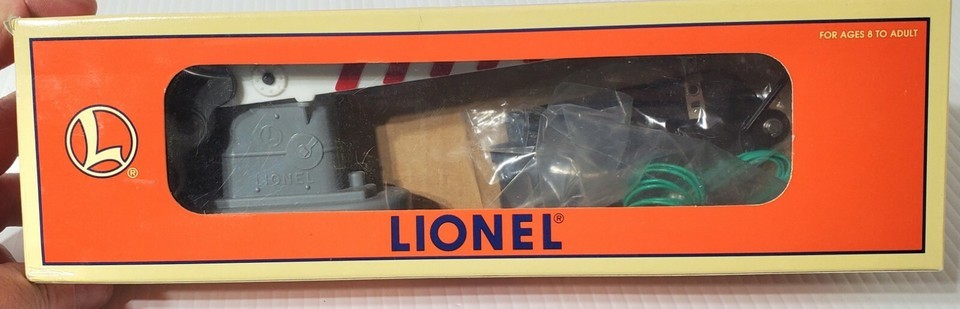 FOR AGES 8 TO ADULT
L
®
L
LIONEL
LIONEL®